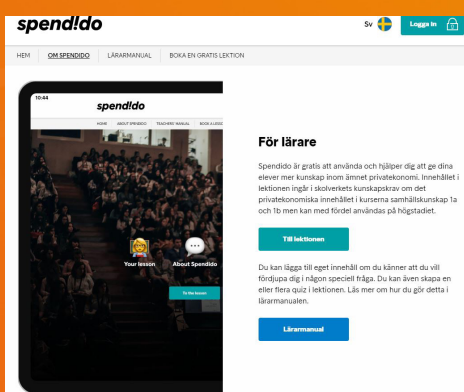 spend!do
Sv
Logga in
HEM
OM SPENDIDO
LÄRARMANUAL
BOKA EN GRATIS LEKTION
10:44
spend!do
HOME
ABOUT SPENDIDO
TEACHERS' MANUAL
BOOK A LESSO
Your lesson
About Spendido
To the lesson
För lärare
Spendido är gratis att använda och hjälper dig att ge dina
elever mer kunskap inom ämnet privatekonomi. Innehållet i
lektionen ingår i skolverkets kunskapskrav om det
privatekonomiska innehållet i kurserna samhällskunskap 1a
och 1b men kan med fördel användas på högstadiet.
Till lektionen
Du kan lägga till eget innehåll om du känner att du vill
fördjupa dig i någon speciell fråga. Du kan även skapa en
eller flera quiz i lektionen. Läs mer om hur du gör detta i
lärarmanualen.
Lärarmanual